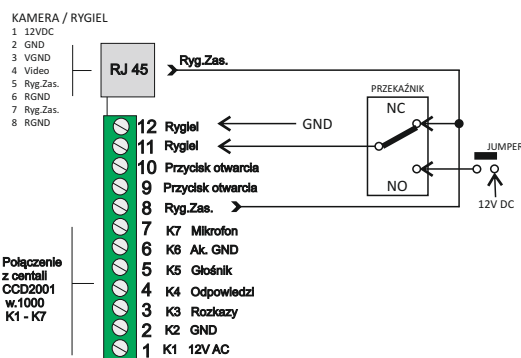 KAMERA / RYGIEL
1 12VDC
2 GND
3 VGND
4 Video
5 Ryg.Zas.
6 RGND
7 Ryg.Zas.
8 RGND
RJ 45
Ryg.Zas.
PRZEKAŹNIK
NC
NO
JUMPER
12V DC
12 Rygiel
GND
11 Rygiel
10 Przycisk otwarcia
9 Przycisk otwarcia
8 Ryg.Zas.
7 K7 Mikrofon
6 K6 Ak. GND
5 K5 Głośnik
4 K4 Odpowiedzi
3 K3 Rozkazy
2 K2 GND
1 K1 12V AC
Połączenie
z centali
CCD2001
w.1000
K1 - K7